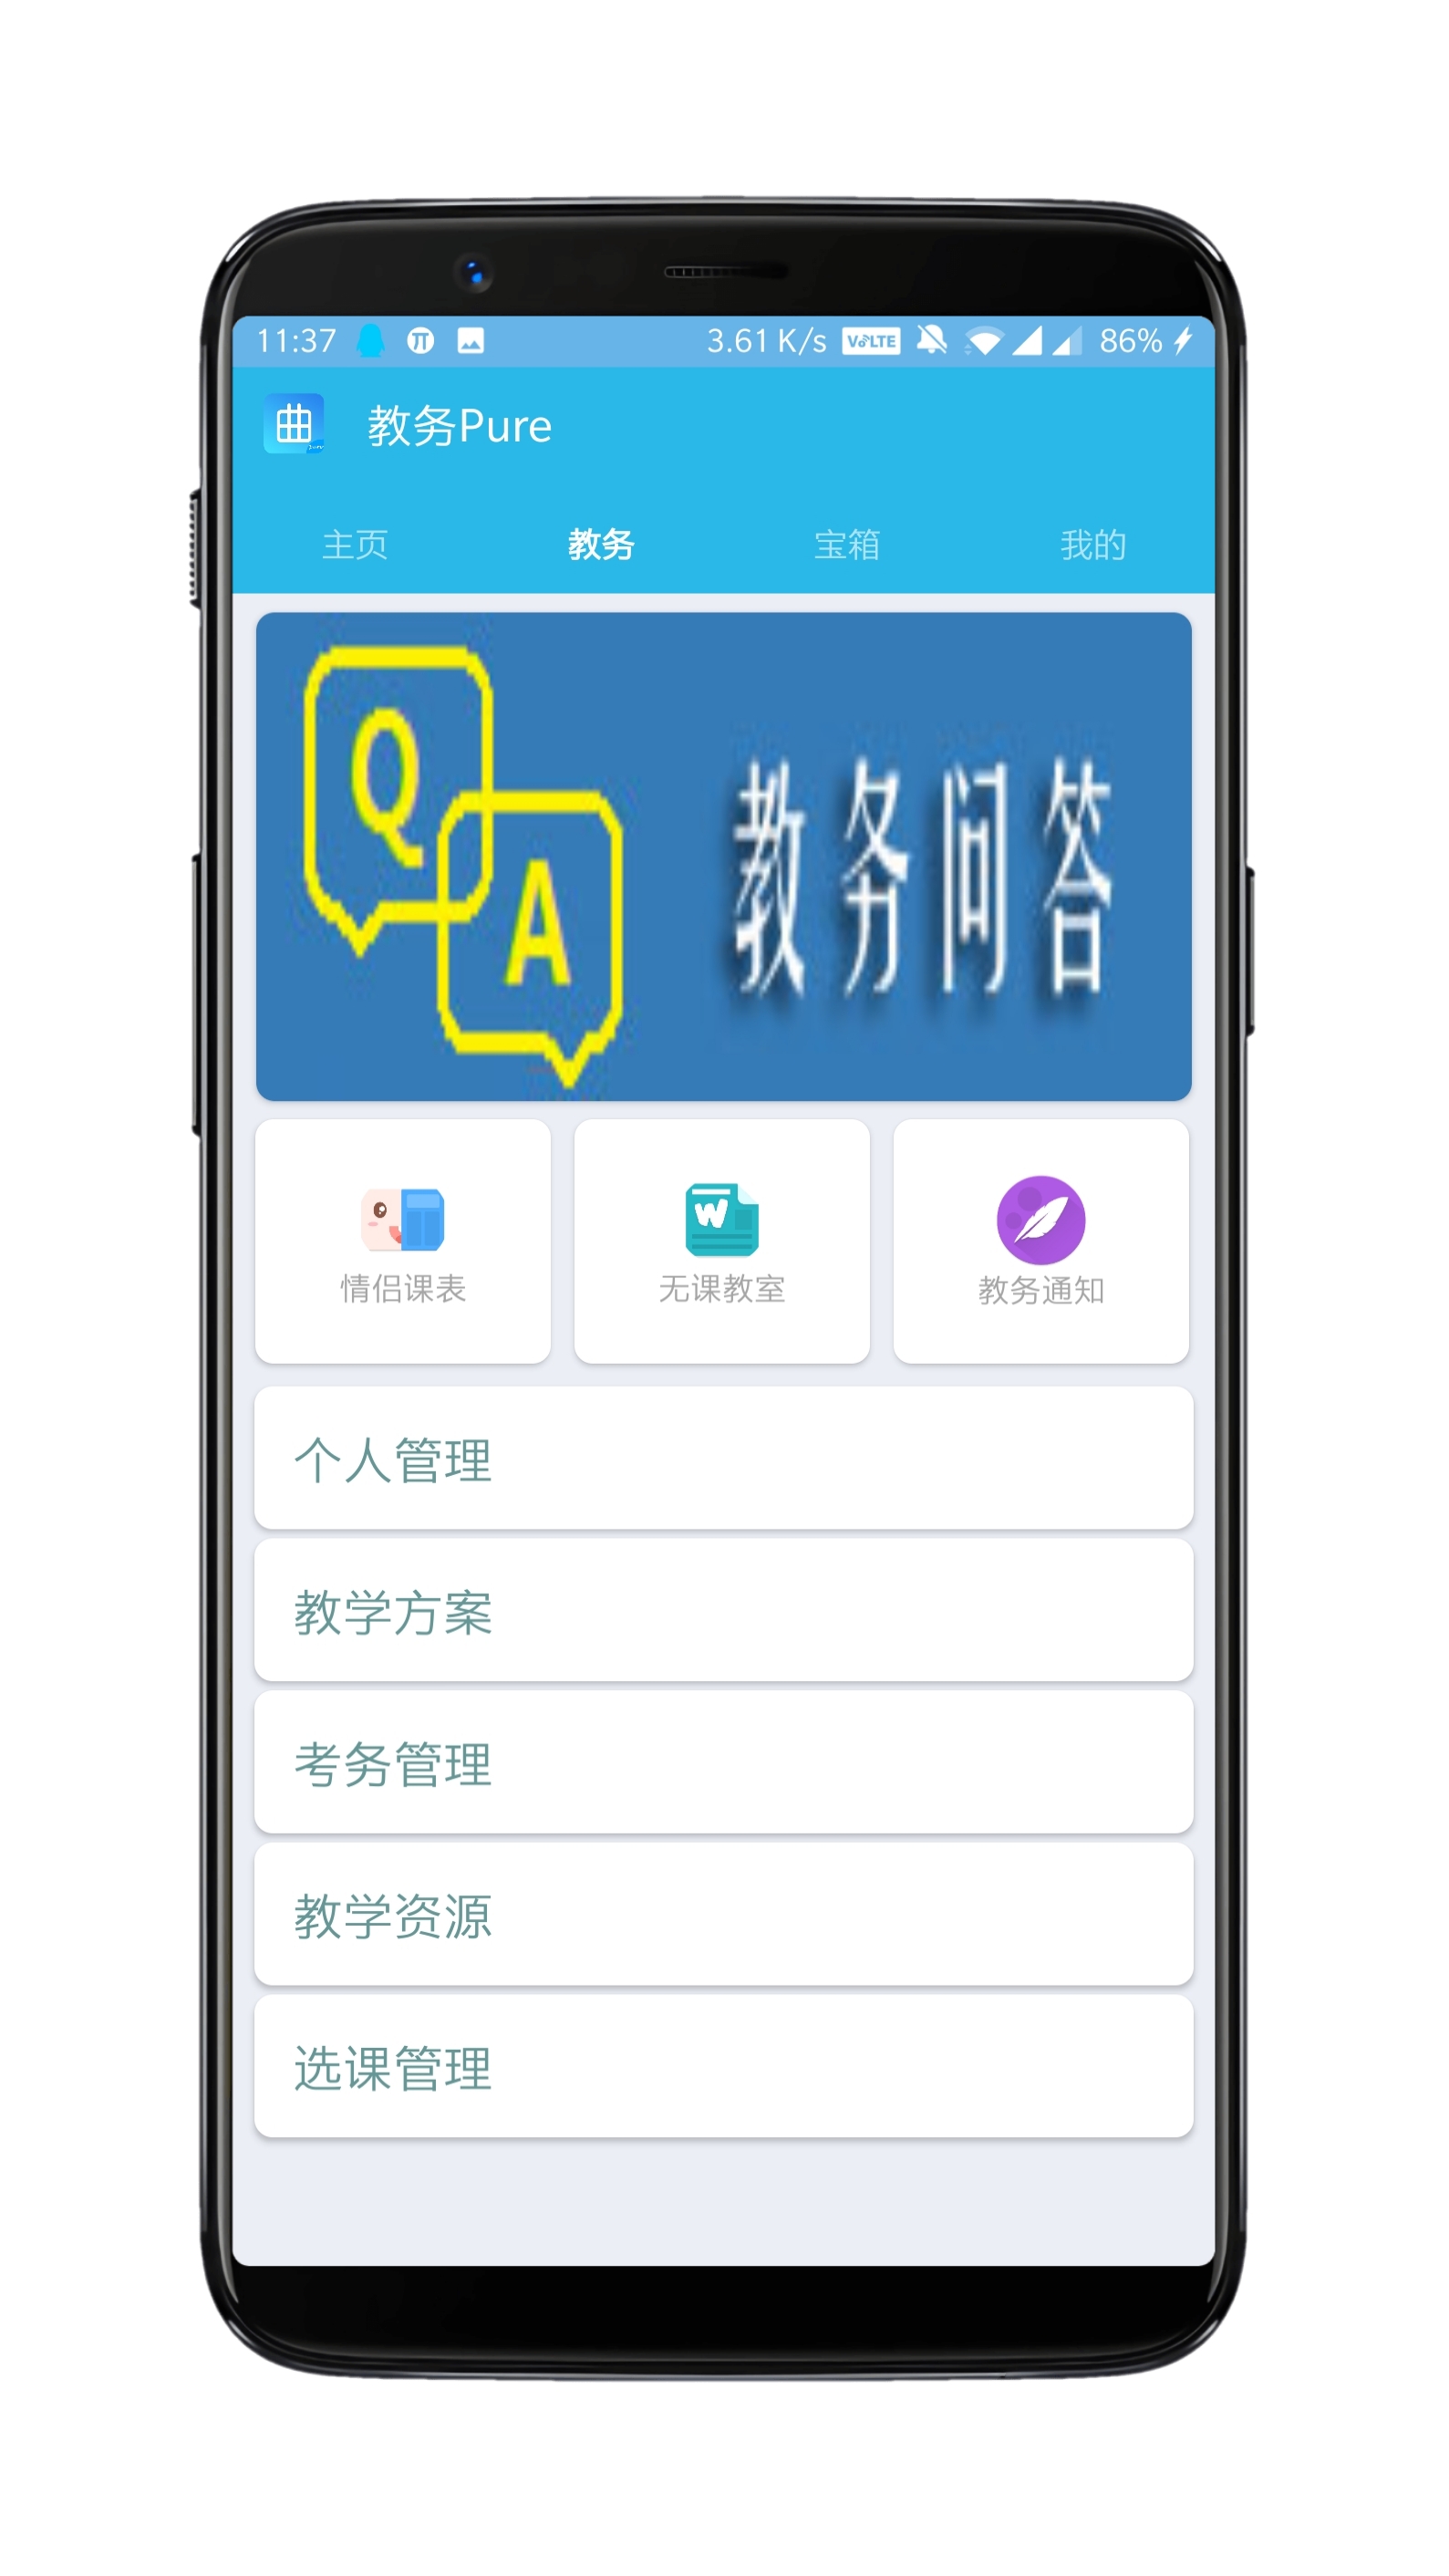 11:37 3.61 K/s VoLTE 86%
教务Pure
主页 教务 宝箱 我的
Q
A
教务问答
情侣课表 无课教室 教务通知
个人管理
教学方案
考务管理
教学资源
选课管理